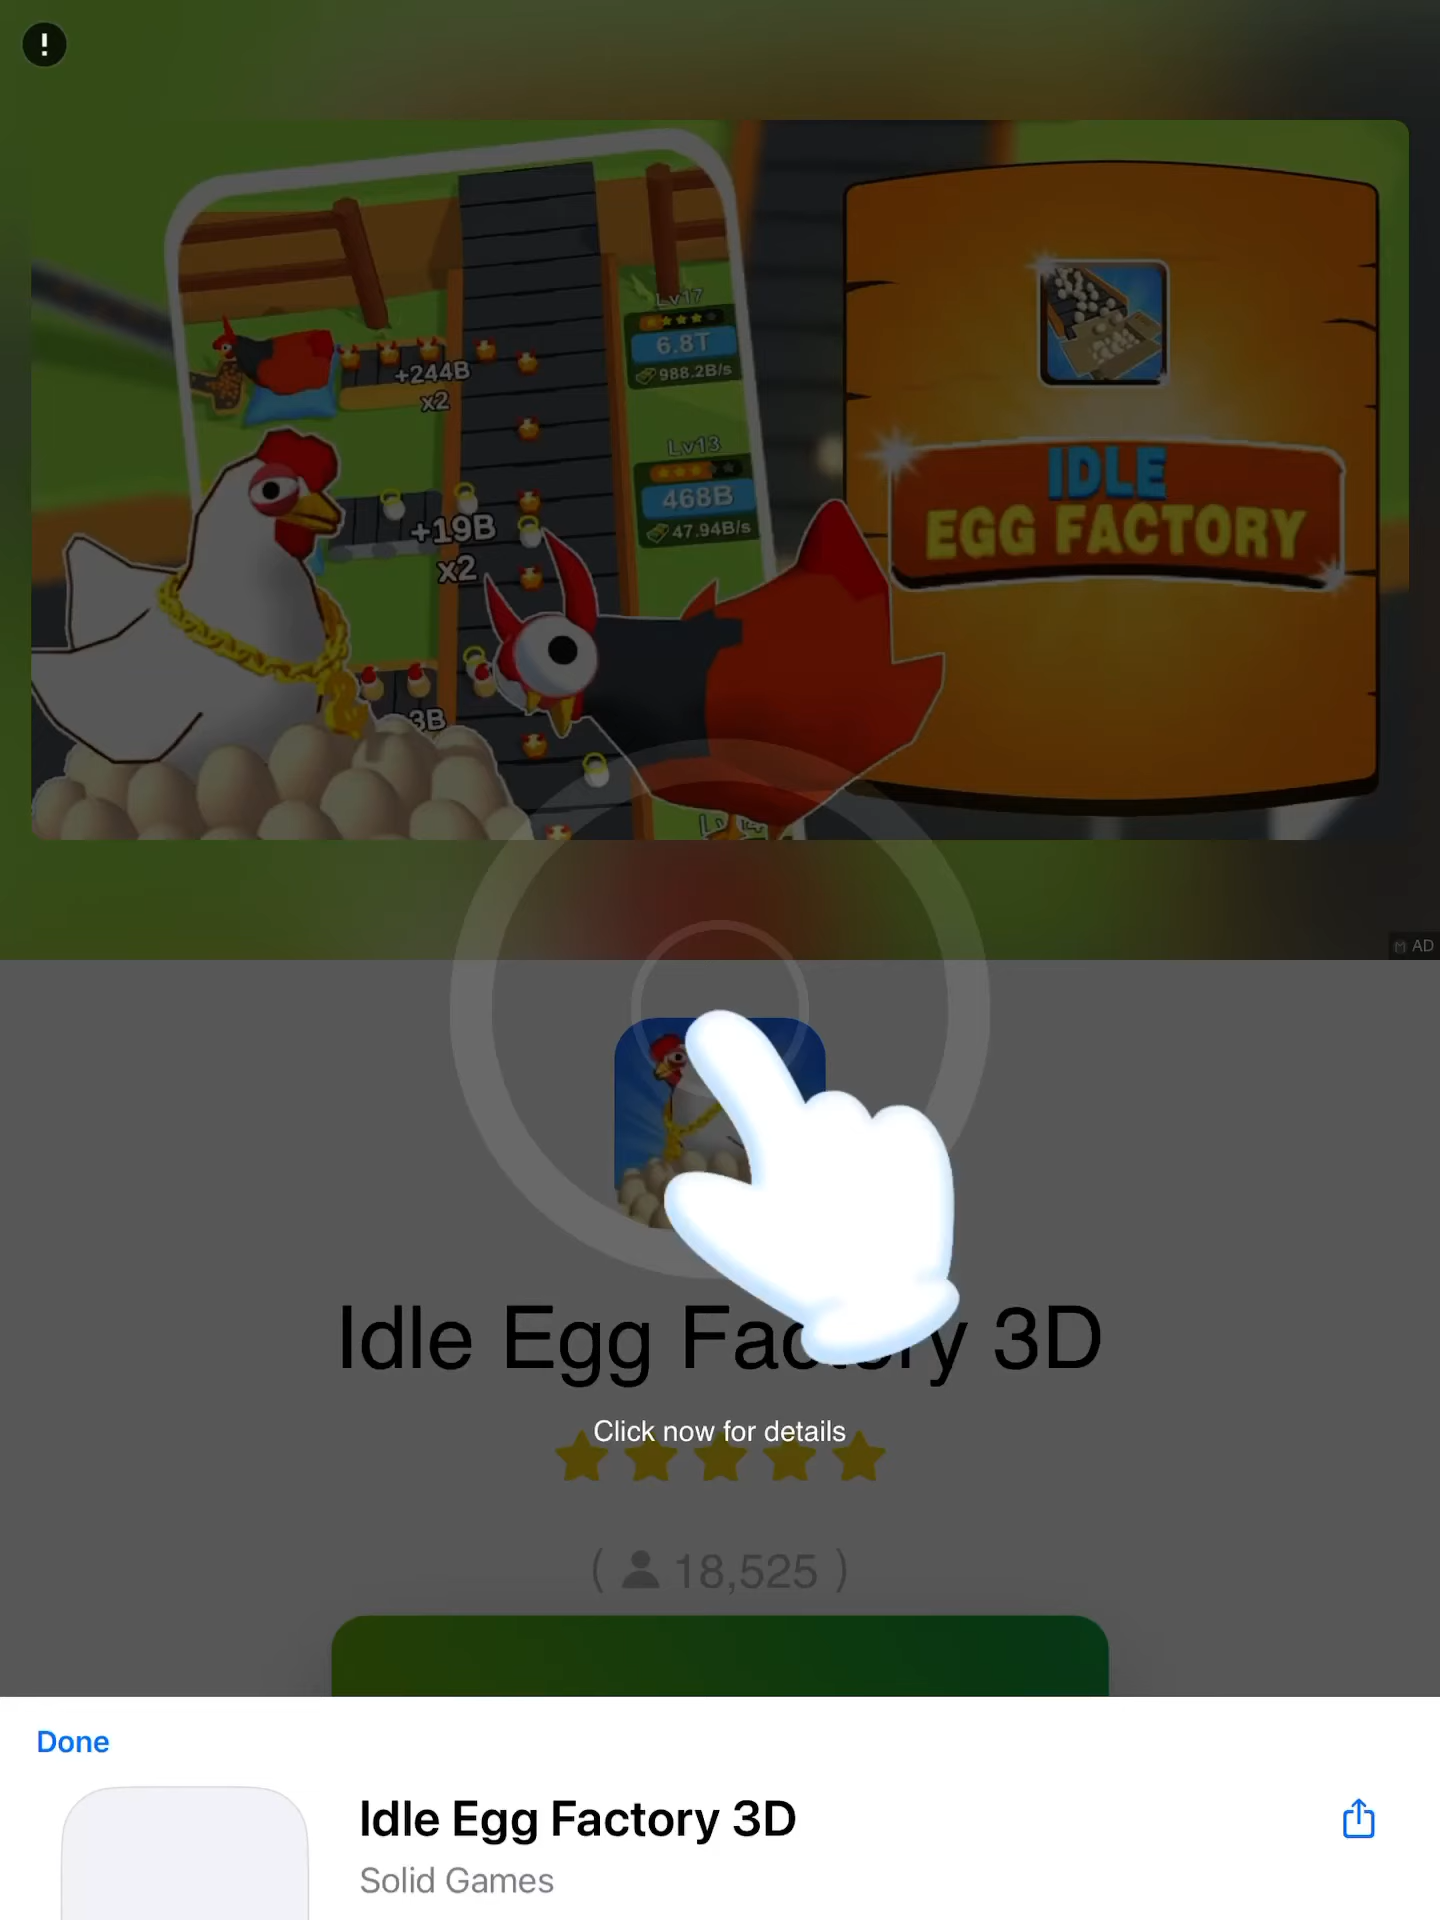 !
Lv17
6.8T
988.2B/s
+244B
x2
Lv13
468B
47.94B/s
+19B
x2
3B
IDLE
EGG FACTORY
AD
Idle Egg Factory 3D
Click now for details
( 18,525 )
Done
Idle Egg Factory 3D
Solid Games